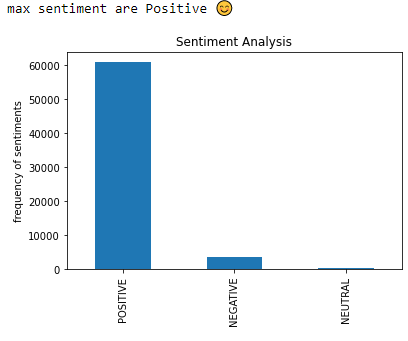 max sentiment are Positive 😊
Sentiment Analysis
60000
50000
40000
30000
20000
10000
0
frequency of sentiments
POSITIVE
NEGATIVE
NEUTRAL